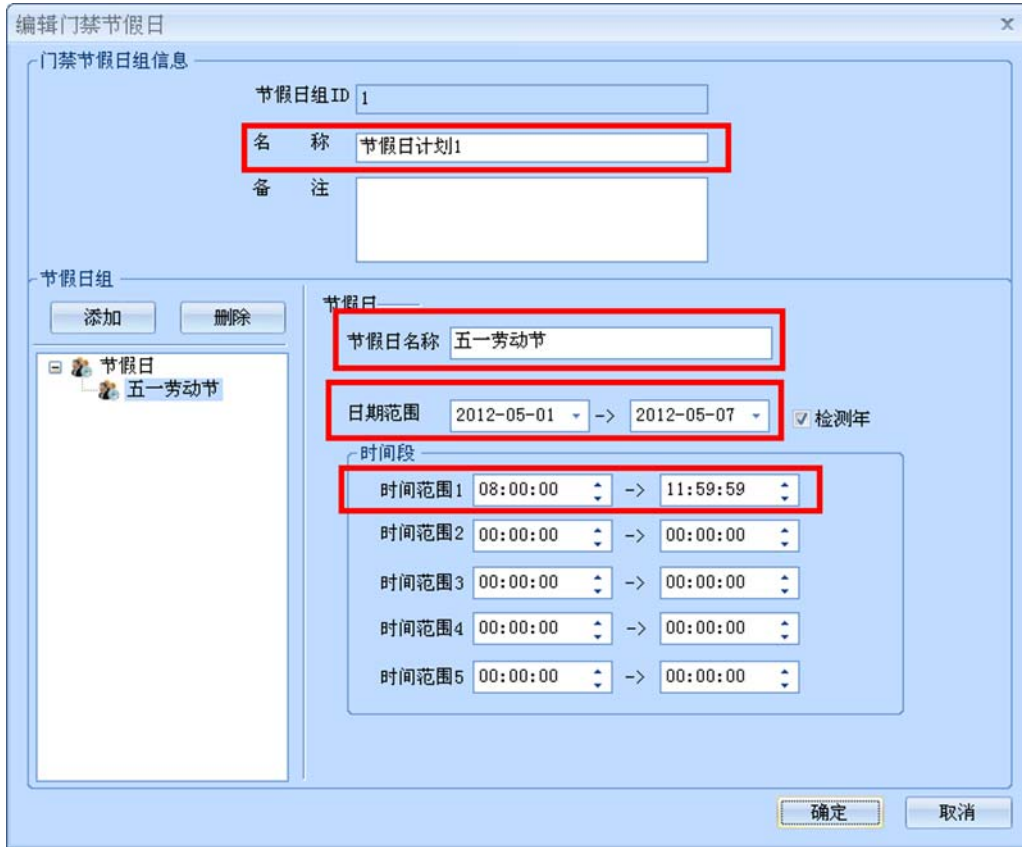 编辑门禁节假日
门禁节假日组信息
节假日组ID 1
名 称 节假日计划1
备 注
节假日组
添加 删除
节假日
五一劳动节
节假日
节假日名称 五一劳动节
日期范围 2012-05-01 -> 2012-05-07 检测年
时间段
时间范围1 08:00:00 -> 11:59:59
时间范围2 00:00:00 -> 00:00:00
时间范围3 00:00:00 -> 00:00:00
时间范围4 00:00:00 -> 00:00:00
时间范围5 00:00:00 -> 00:00:00
确定 取消